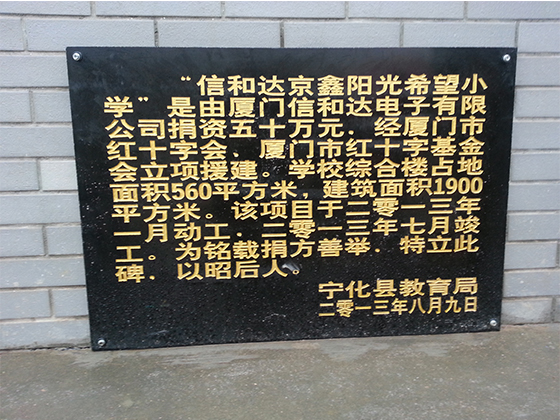 “信和达京鑫阳光希望小
学”是由厦门信和达电子有限
公司捐资五十万元．经厦门市
红十字会、厦门市红十字基金
会立项援建。学校综合楼占地
面积560平方米，建筑面积1900
平方米。该项目于二零一三年
一月动工．二零一三年七月竣
工。为铭载捐方善举．特立此
碑．以昭后人。
宁化县教育局
二零一三年八月九日